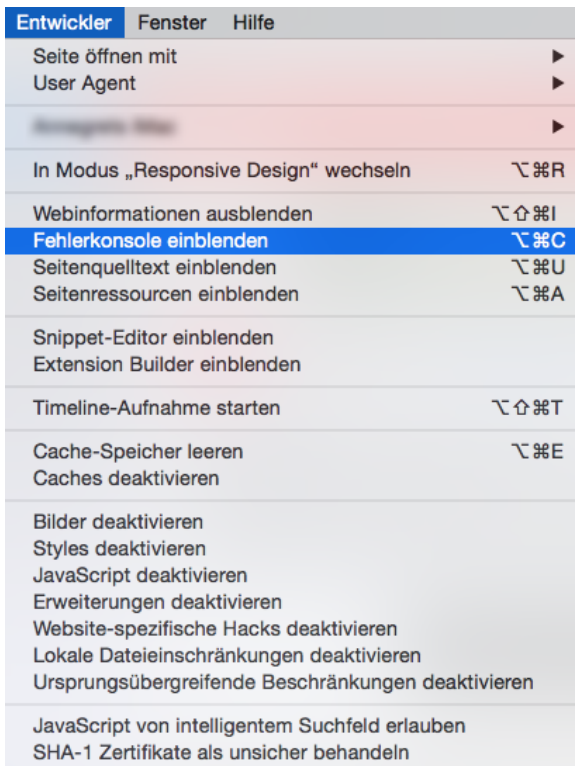 Entwickler Fenster Hilfe
Seite öffnen mit ▶
User Agent ▶
▶
In Modus „Responsive Design“ wechseln ⌥⌘R
Webinformationen ausblenden ⌥⇧⌘I
Fehlerkonsole einblenden ⌥⌘C
Seitenquelltext einblenden ⌥⌘U
Seitenressourcen einblenden ⌥⌘A
Snippet-Editor einblenden
Extension Builder einblenden
Timeline-Aufnahme starten ⌥⇧⌘T
Cache-Speicher leeren ⌥⌘E
Caches deaktivieren
Bilder deaktivieren
Styles deaktivieren
JavaScript deaktivieren
Erweiterungen deaktivieren
Website-spezifische Hacks deaktivieren
Lokale Dateieinschränkungen deaktivieren
Ursprungsübergreifende Beschränkungen deaktivieren
JavaScript von intelligentem Suchfeld erlauben
SHA-1 Zertifikate als unsicher behandeln